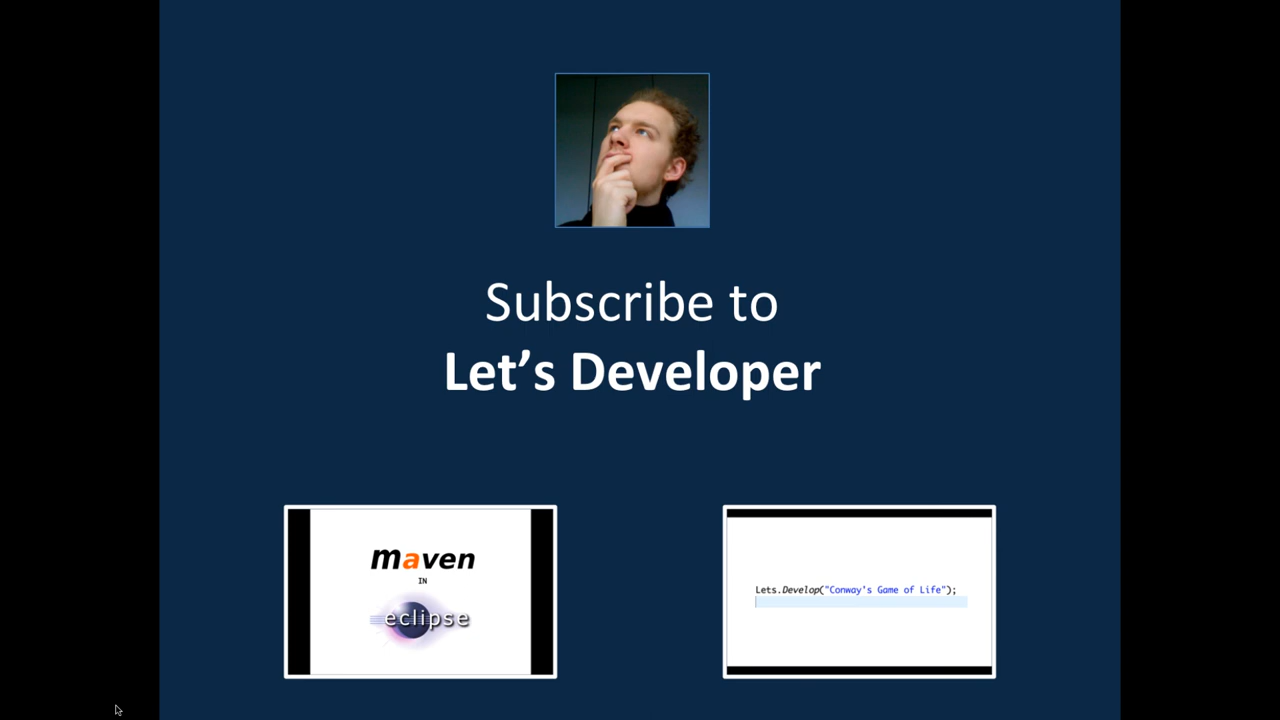 Subscribe to
Let’s Developer
maven
IN
eclipse
Lets.Develop("Conway's Game of Life");